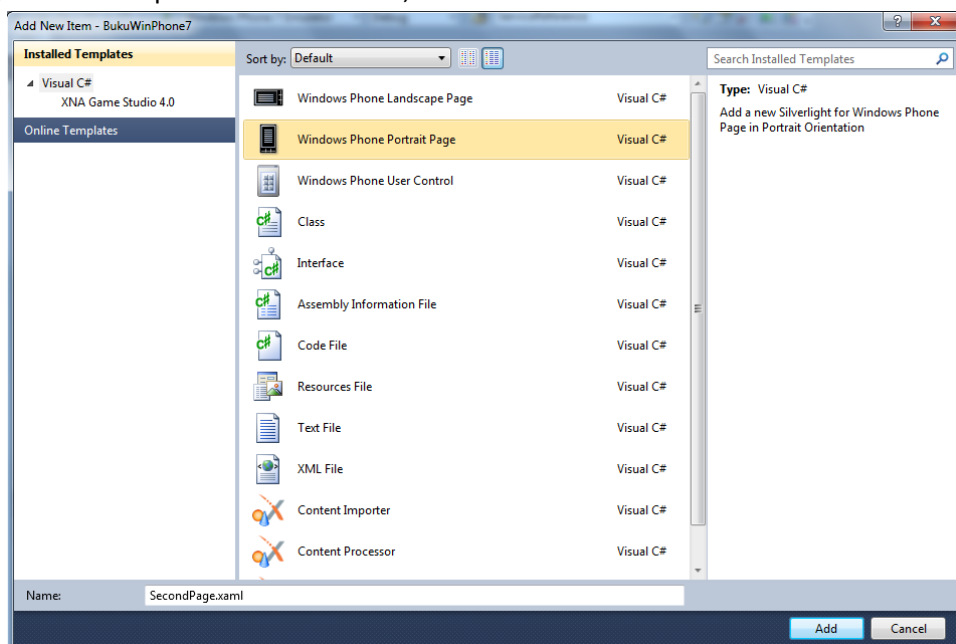 Add New Item - BukuWinPhone7
Installed Templates
Visual C#
XNA Game Studio 4.0
Online Templates
Sort by: Default
Search Installed Templates
Windows Phone Landscape Page Visual C#
Windows Phone Portrait Page Visual C#
Windows Phone User Control Visual C#
Class Visual C#
Interface Visual C#
Assembly Information File Visual C#
Code File Visual C#
Resources File Visual C#
Text File Visual C#
XML File Visual C#
Content Importer Visual C#
Content Processor Visual C#
Type: Visual C#
Add a new Silverlight for Windows Phone
Page in Portrait Orientation
Name: SecondPage.xaml
Add Cancel